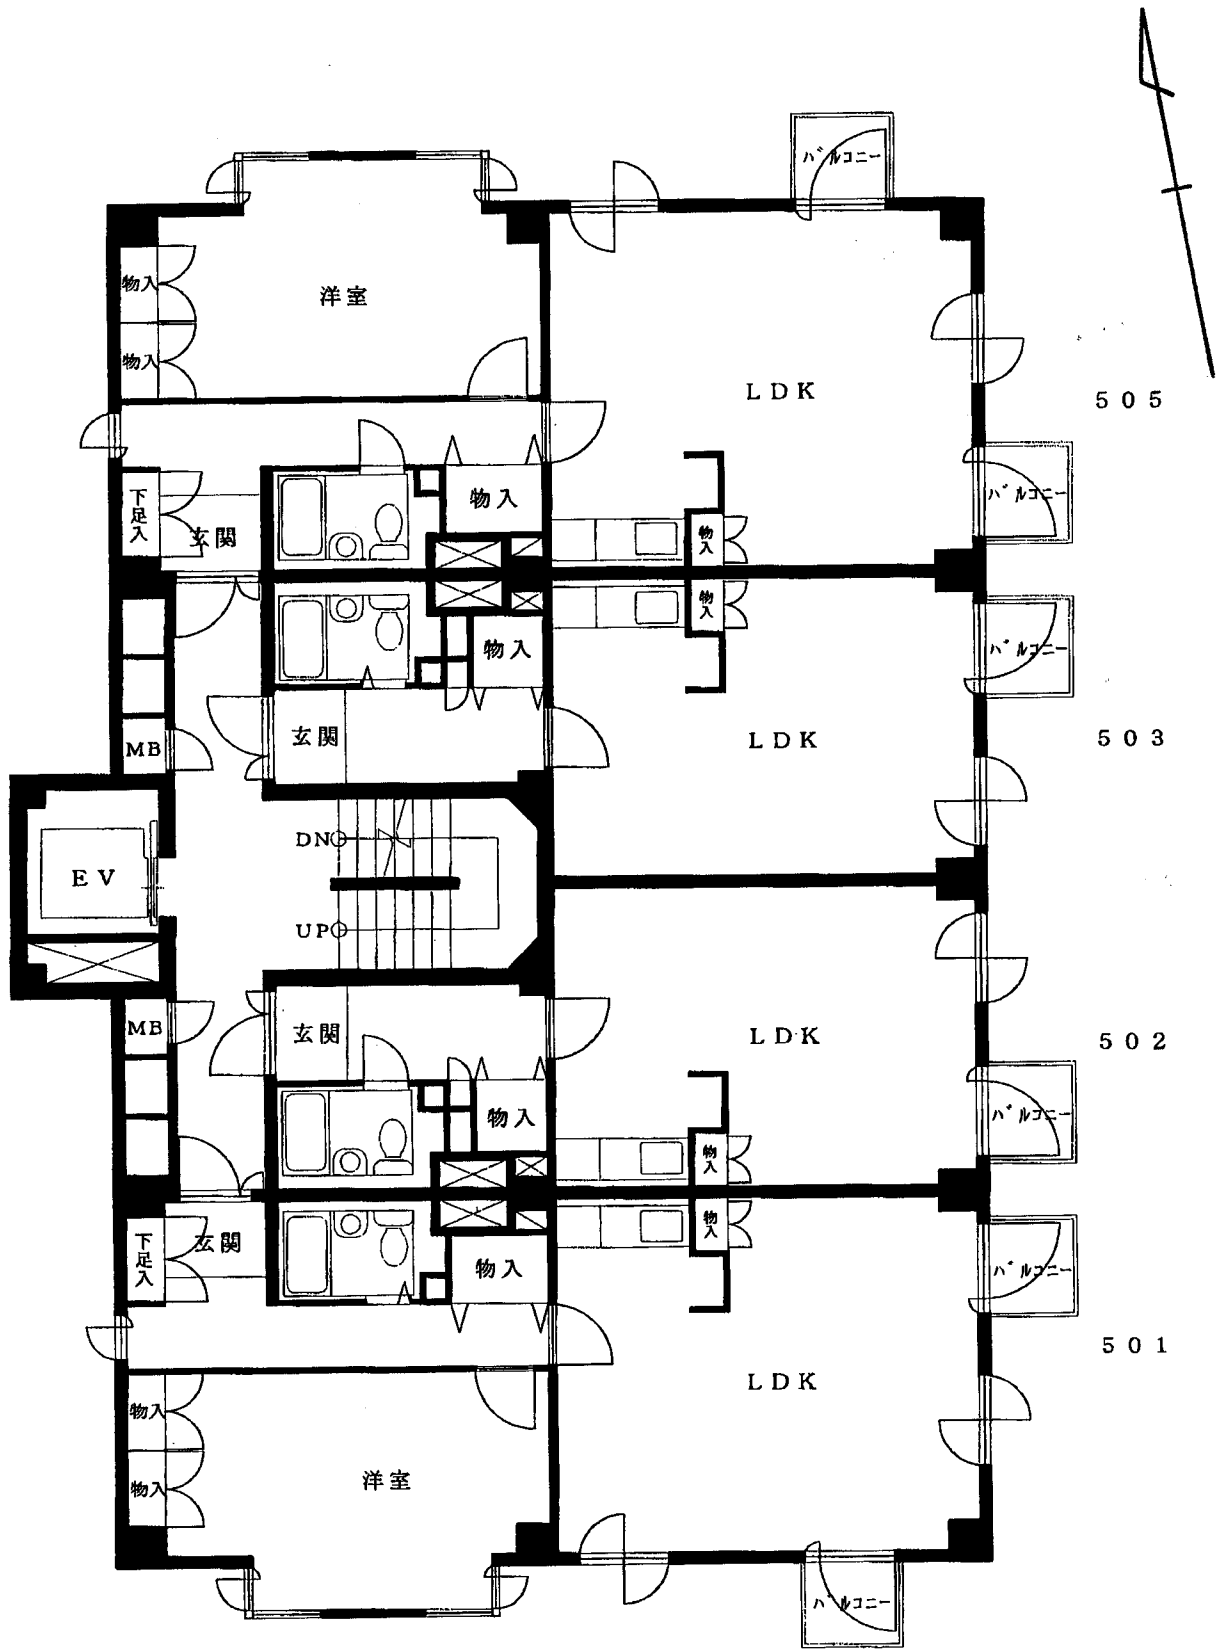 バルコニー
物入
洋室
物入
LDK
505
下足入
玄関
物入
物入
バルコニー
物入
物入
バルコニー
MB
玄関
LDK
503
DN
EV
UP
MB
玄関
LDK
502
物入
物入
バルコニー
下足入
玄関
物入
物入
バルコニー
501
LDK
物入
洋室
物入
バルコニー